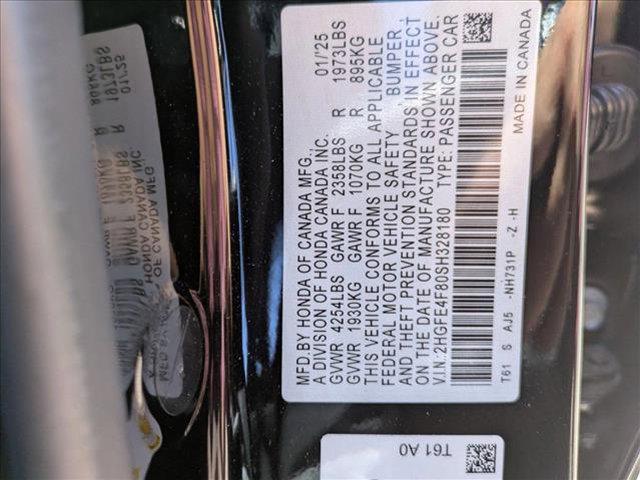 MFD.BY HONDA OF CANADA MFG., 01/'25
A DIVISION OF HONDA CANADA INC.
GVWR 4254LBS GAWR F 2358LBS R 1973LBS
GVWR 1930KG GAWR F 1070KG R 895KG
THIS VEHICLE CONFORMS TO ALL APPLICABLE
FEDERAL MOTOR VEHICLE SAFETY BUMPER,
AND THEFT PREVENTION STANDARDS IN EFFECT
ON THE DATE OF MANUFACTURE SHOWN ABOVE.
V.I.N.:2HGFE4F80SH328180 TYPE: PASSENGER CAR
T61 S AJ5 -NH731P -Z -H MADE IN CANADA
T61 A0